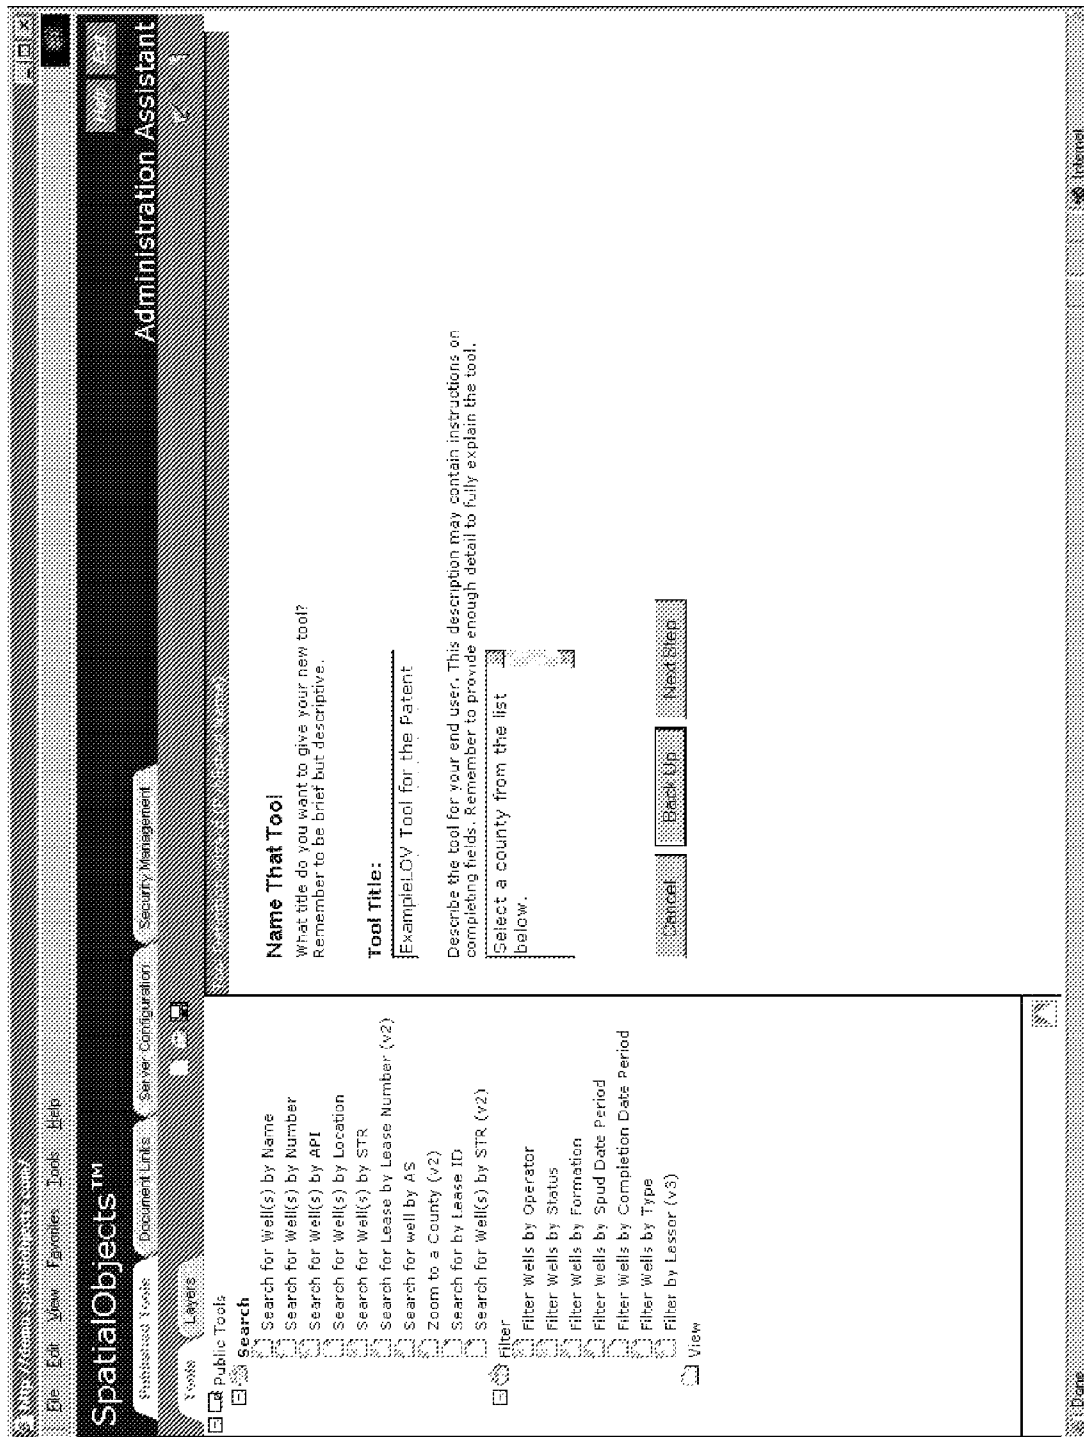 File Edit View Favorites Tools Help
SpatialObjects™
Help Exit
Published Tools Document Links Server Configuration Security Management
Administration Assistant
Tools Layers
Public Tools
Search
Search for Well(s) by Name
Search for Well(s) by Number
Search for Well(s) by API
Search for Well(s) by Location
Search for Well(s) by STR
Search for Lease by Lease Number (v2)
Search for well by AS
Zoom to a County (v2)
Search for by Lease ID
Search for Well(s) by STR (v2)
Filter
Filter Wells by Operator
Filter Wells by Status
Filter Wells by Formation
Filter Wells by Spud Date Period
Filter Wells by Completion Date Period
Filter Wells by Type
Filter by Lessor (v3)
View
Name That Tool
What title do you want to give your new tool?
Remember to be brief but descriptive.
Tool Title:
ExampleLOV Tool for the Patent
Describe the tool for your end user. This description may contain instructions on
completing fields. Remember to provide enough detail to fully explain the tool.
Select a county from the list
below.
Cancel Back Up Next Step
Done Internet